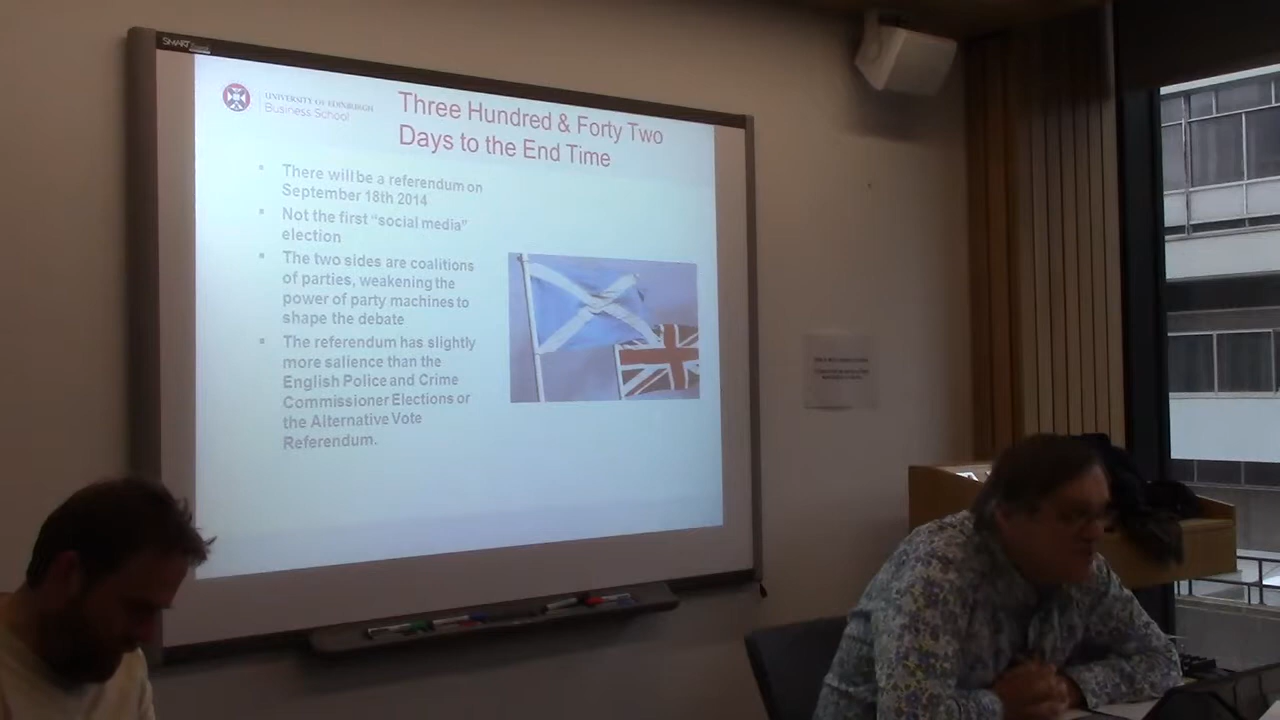 SMART
UNIVERSITY OF EDINBURGH
Business School
Three Hundred & Forty Two
Days to the End Time
▪ There will be a referendum on
September 18th 2014
▪ Not the first “social media”
election
▪ The two sides are coalitions
of parties, weakening the
power of party machines to
shape the debate
▪ The referendum has slightly
more salience than the
English Police and Crime
Commissioner Elections or
the Alternative Vote
Referendum.